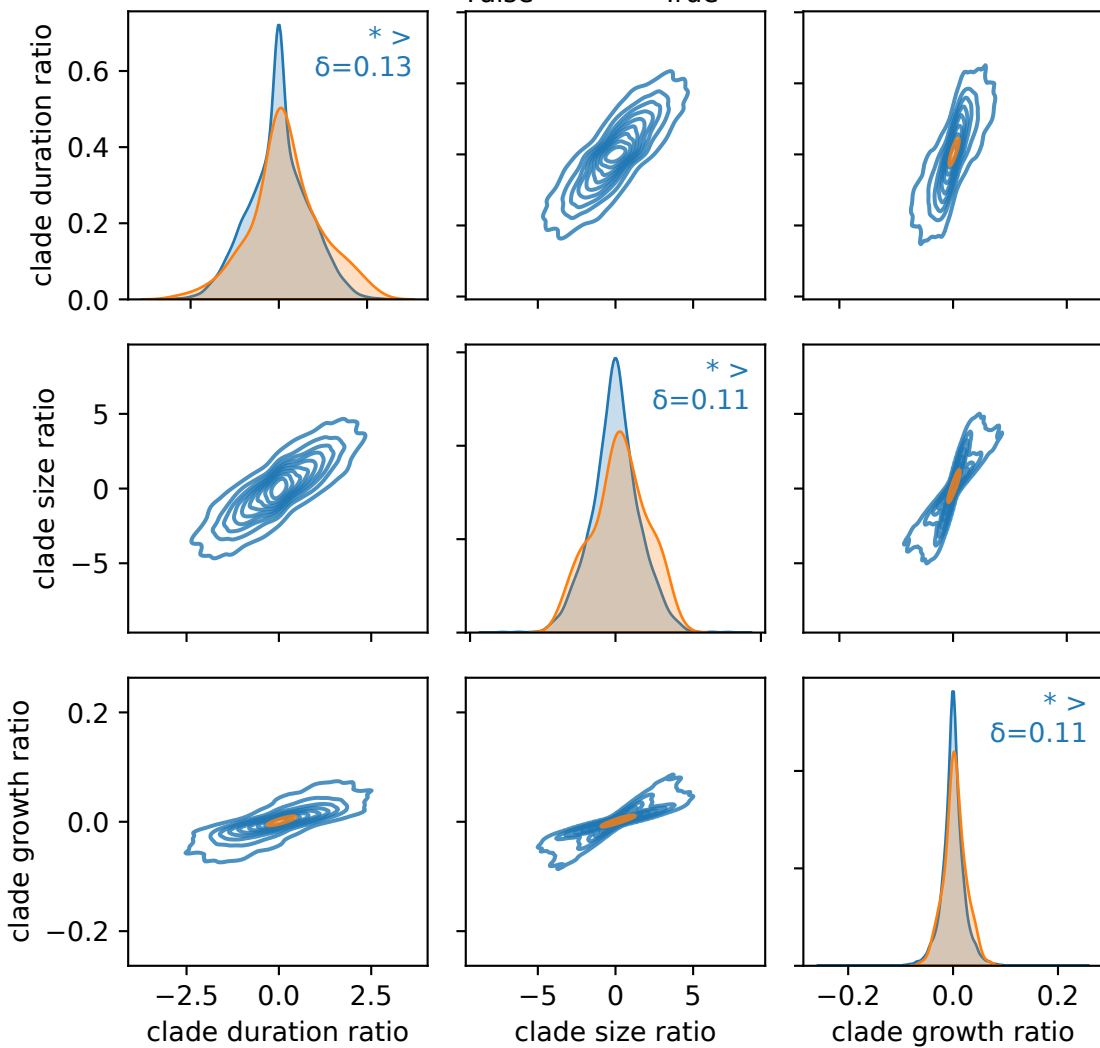 clade duration ratio
0.6
0.4
0.2
0.0
* >
δ=0.13
clade size ratio
5
0
−5
* >
δ=0.11
clade growth ratio
0.2
0.0
−0.2
* >
δ=0.11
−2.5 0.0 2.5
−5 0 5
−0.2 0.0 0.2
clade duration ratio
clade size ratio
clade growth ratio